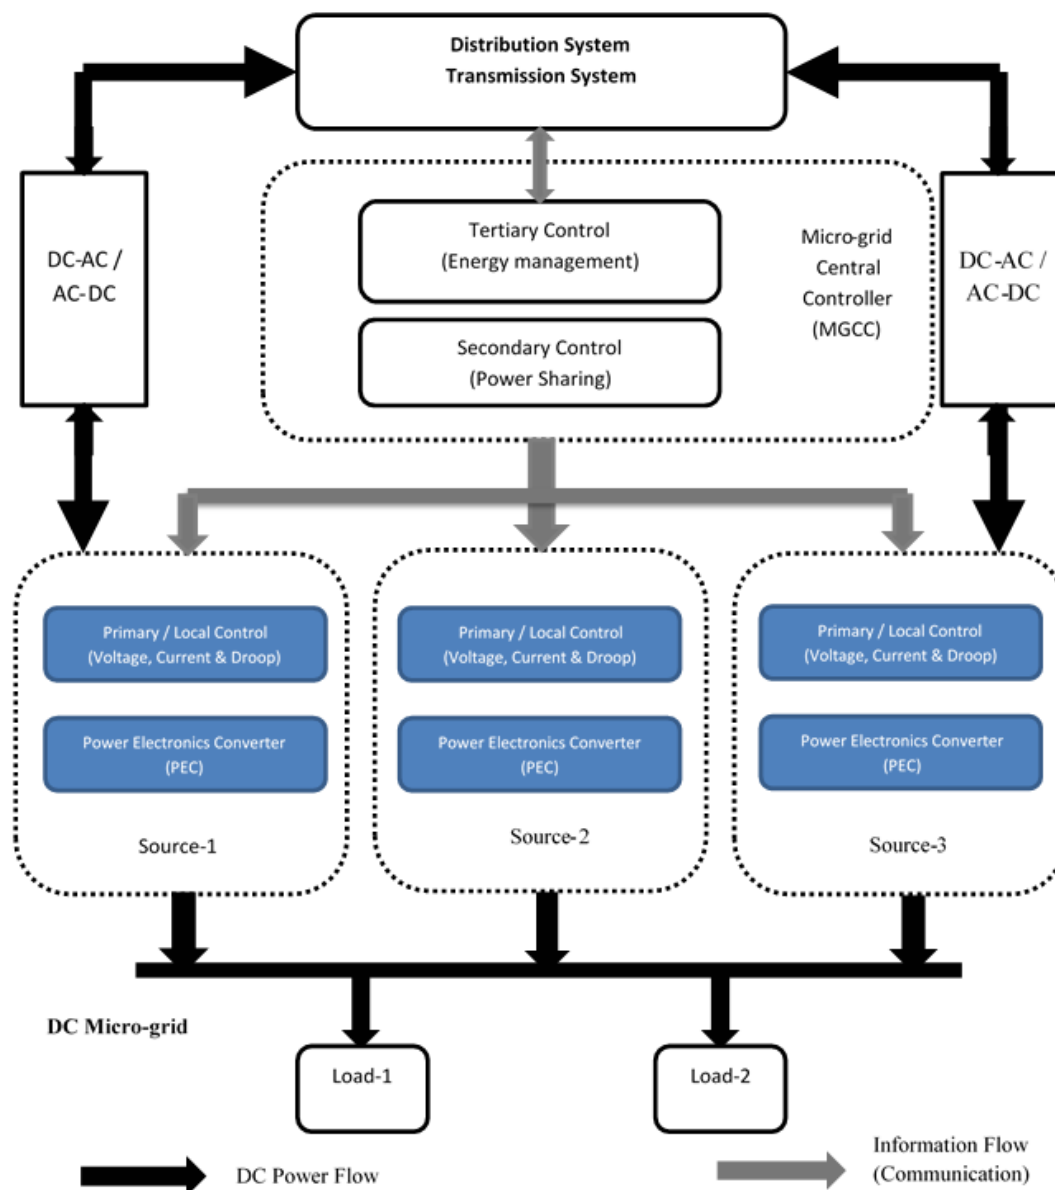 Distribution System
Transmission System
DC-AC /
AC-DC
Tertiary Control
(Energy management)
Secondary Control
(Power Sharing)
Micro-grid
Central
Controller
(MGCC)
DC-AC /
AC-DC
Primary / Local Control
(Voltage, Current & Droop)
Power Electronics Converter
(PEC)
Source-1
Primary / Local Control
(Voltage, Current & Droop)
Power Electronics Converter
(PEC)
Source-2
Primary / Local Control
(Voltage, Current & Droop)
Power Electronics Converter
(PEC)
Source-3
DC Micro-grid
Load-1
Load-2
DC Power Flow
Information Flow
(Communication)